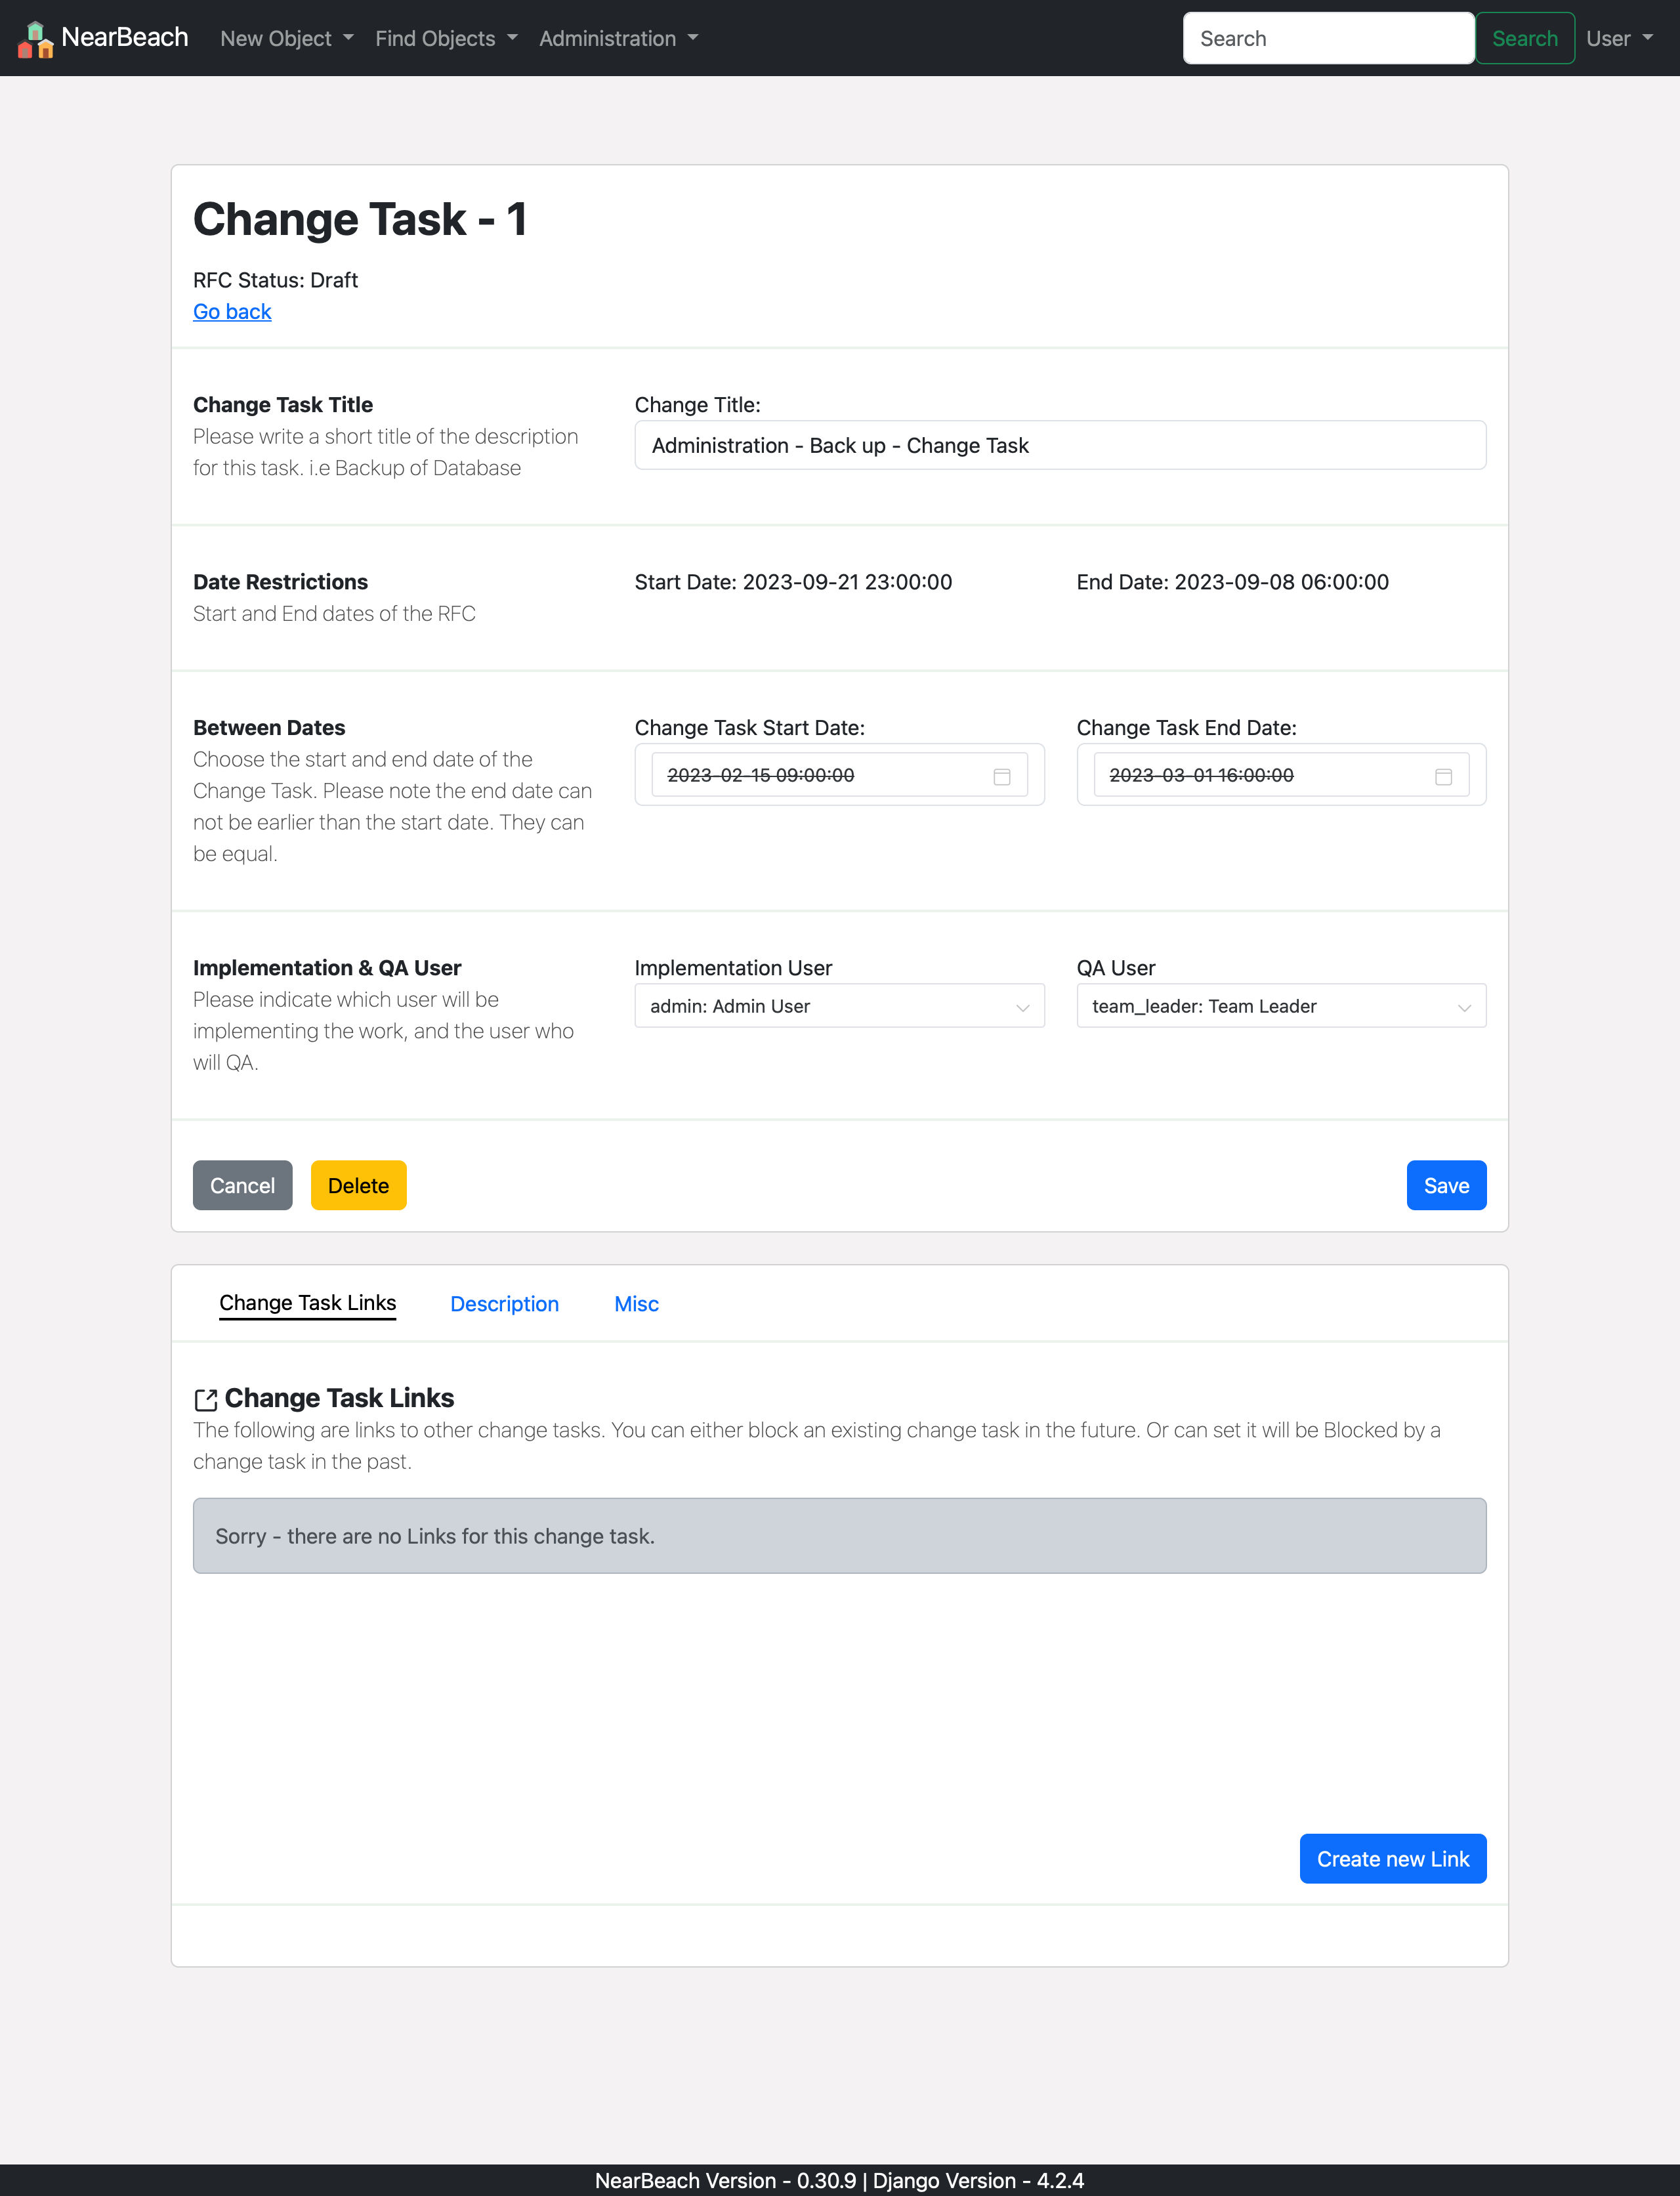 NearBeach New Object Find Objects Administration Search Search User
Change Task - 1
RFC Status: Draft
Go back
Change Task Title
Please write a short title of the description
for this task. i.e Backup of Database
Change Title:
Administration - Back up - Change Task
Date Restrictions
Start and End dates of the RFC
Start Date: 2023-09-21 23:00:00
End Date: 2023-09-08 06:00:00
Between Dates
Choose the start and end date of the
Change Task. Please note the end date can
not be earlier than the start date. They can
be equal.
Change Task Start Date:
2023-02-15 09:00:00
Change Task End Date:
2023-03-01 16:00:00
Implementation & QA User
Please indicate which user will be
implementing the work, and the user who
will QA.
Implementation User
admin: Admin User
QA User
team_leader: Team Leader
Cancel Delete Save
Change Task Links Description Misc
Change Task Links
The following are links to other change tasks. You can either block an existing change task in the future. Or can set it will be Blocked by a
change task in the past.
Sorry - there are no Links for this change task.
Create new Link
NearBeach Version - 0.30.9 | Django Version - 4.2.4